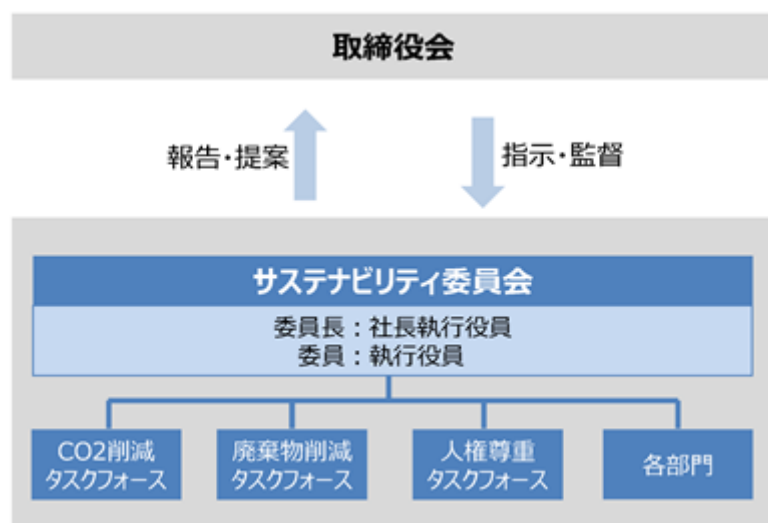 取締役会
報告・提案
指示・監督
サステナビリティ委員会
委員長：社長執行役員
委員：執行役員
CO2削減
タスクフォース
廃棄物削減
タスクフォース
人権尊重
タスクフォース
各部門